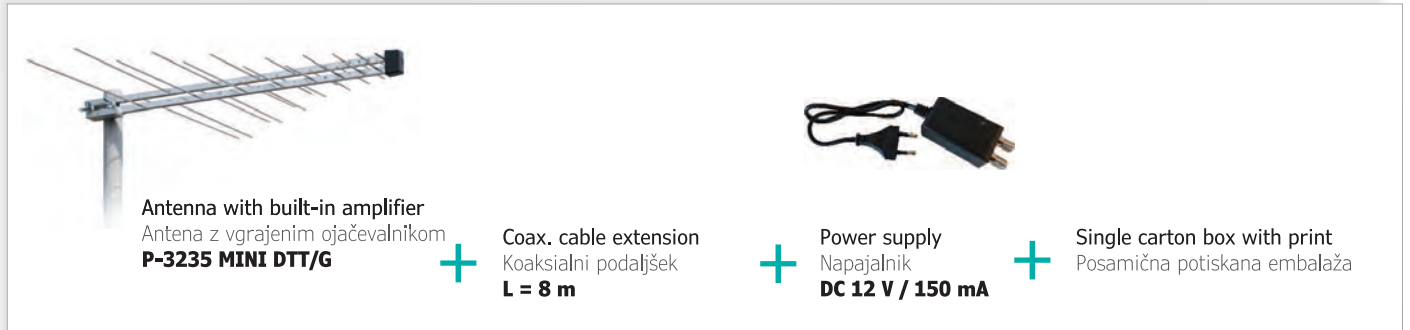 Antenna with built-in amplifier
Antena z vgrajenim ojačevalnikom
P-3235 MINI DTT/G
+
Coax. cable extension
Koaksialni podaljšek
L = 8 m
+
Power supply
Napajalnik
DC 12 V / 150 mA
+
Single carton box with print
Posamična potiskana embalaža